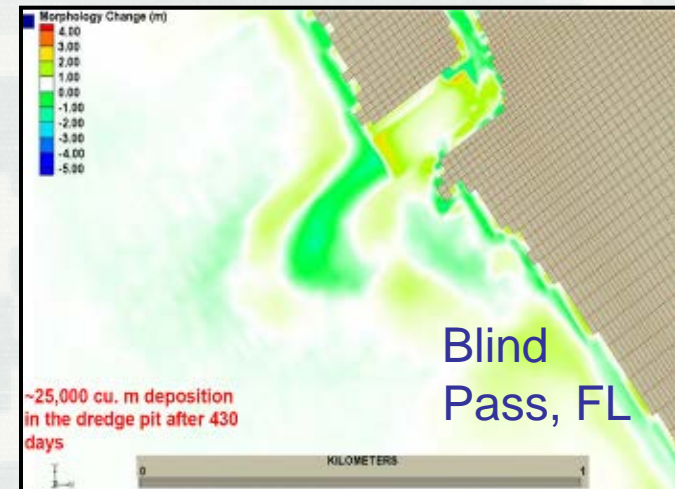 Morphology Change (m)
4.00
3.00
2.00
1.00
0.00
-1.00
-2.00
-3.00
-4.00
-5.00
Blind
Pass, FL
~25,000 cu. m deposition
in the dredge pit after 430
days
KILOMETERS
0 1